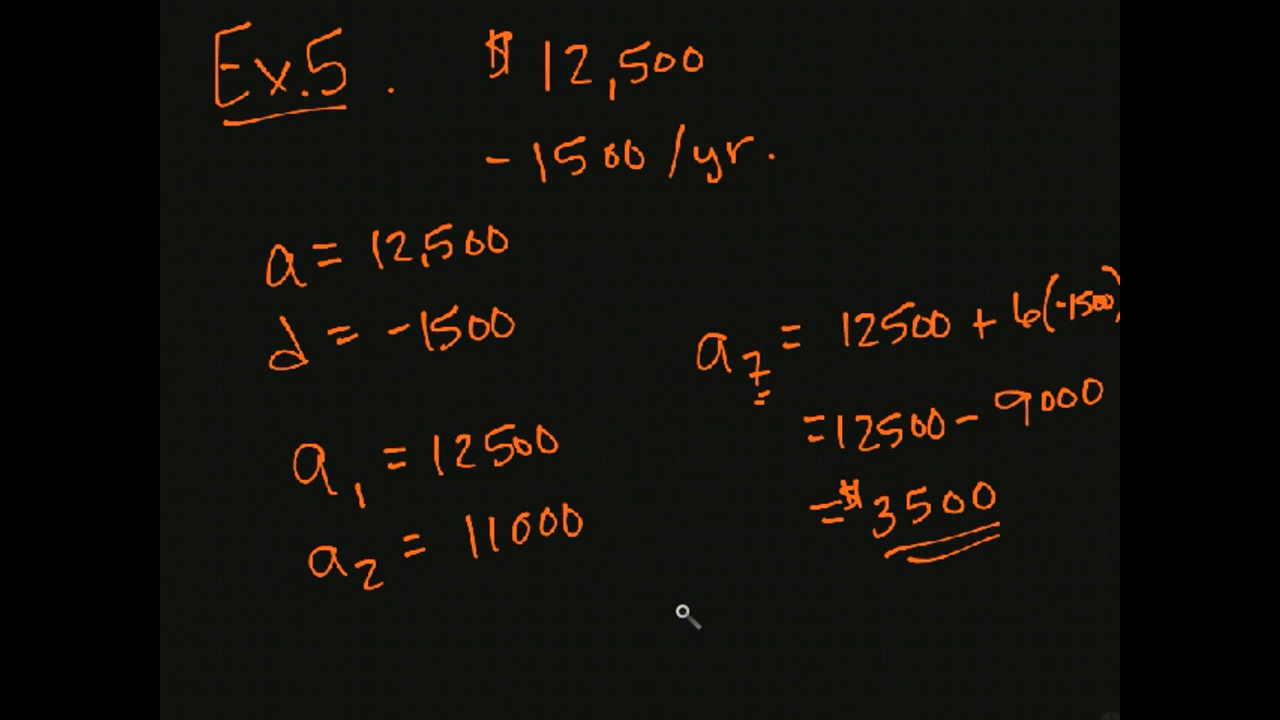 Ex.5 . $ 12,500
- 1500 /yr.
a = 12,500
d = -1500
a₁ = 12500
a₂ = 11000
a₇ = 12500 + 6(-1500)
= 12500 - 9000
= $3500